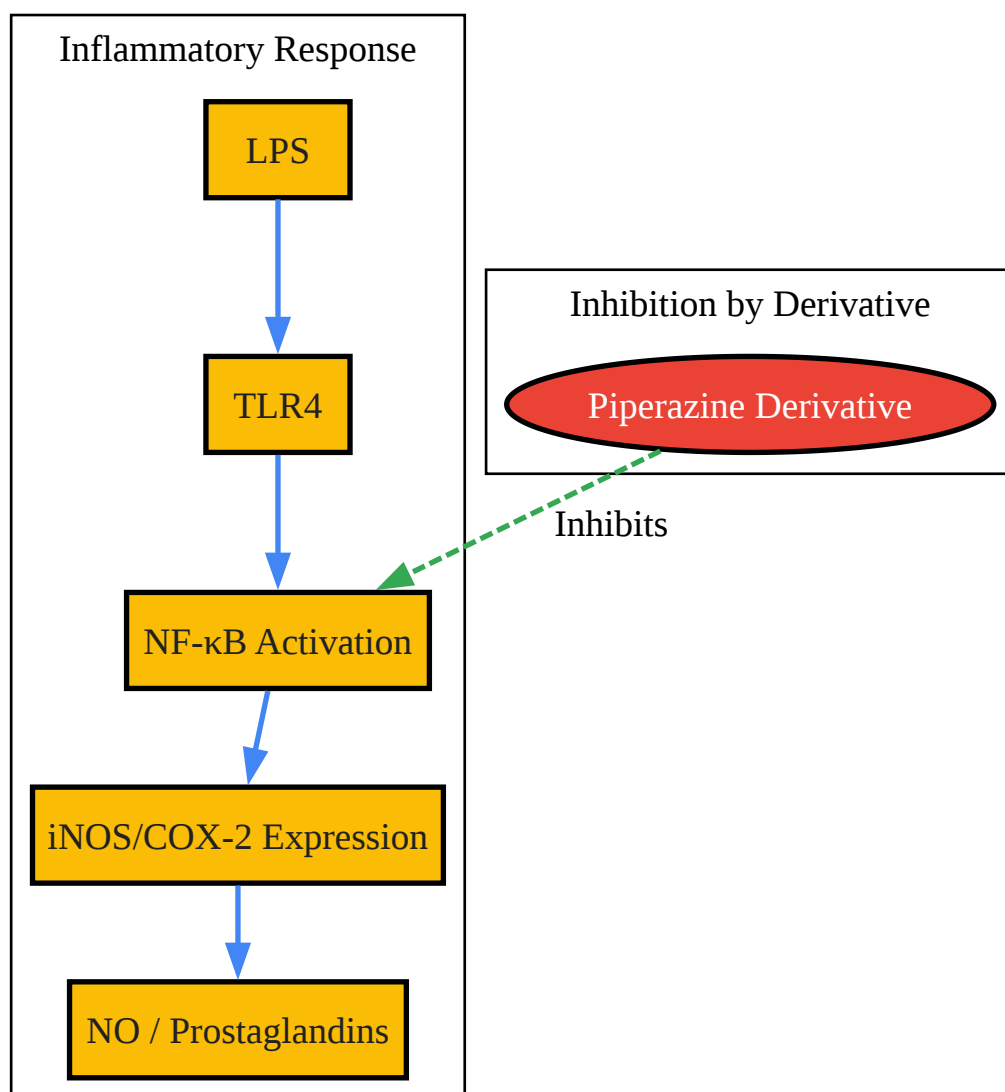 Inflammatory Response
LPS
TLR4
Inhibition by Derivative
Piperazine Derivative
Inhibits
NF-κB Activation
iNOS/COX-2 Expression
NO / Prostaglandins